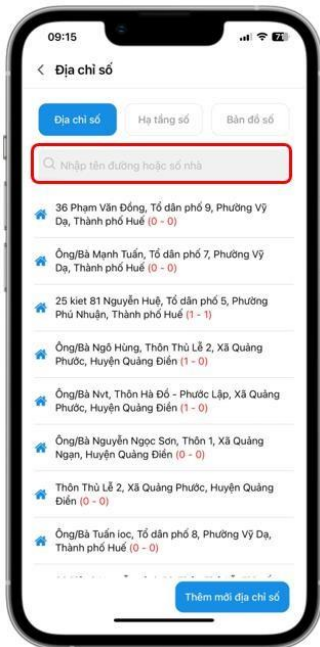 09:15
71
Địa chỉ số
Địa chỉ số
Hạ tầng số
Bản đồ số
Nhập tên đường hoặc số nhà
36 Phạm Văn Đồng, Tổ dân phố 9, Phường Vỹ
Dạ, Thành phố Huế (0 - 0)
Ông/Bà Mạnh Tuấn, Tổ dân phố 7, Phường Vỹ
Dạ, Thành phố Huế (0 - 0)
25 kiet 81 Nguyễn Huệ, Tổ dân phố 5, Phường
Phú Nhuận, Thành phố Huế (1 - 1)
Ông/Bà Ngô Hùng, Thôn Thủ Lễ 2, Xã Quảng
Phước, Huyện Quảng Điền (1 - 0)
Ông/Bà Nvt, Thôn Hà Đồ - Phước Lập, Xã Quảng
Phước, Huyện Quảng Điền (1 - 0)
Ông/Bà Nguyễn Ngọc Sơn, Thôn 1, Xã Quảng
Ngạn, Huyện Quảng Điền (0 - 0)
Thôn Thủ Lễ 2, Xã Quảng Phước, Huyện Quảng
Điền (0 - 0)
Ông/Bà Tuấn ioc, Tổ dân phố 8, Phường Vỹ Dạ,
Thành phố Huế (0 - 0)
Thêm mới địa chỉ số